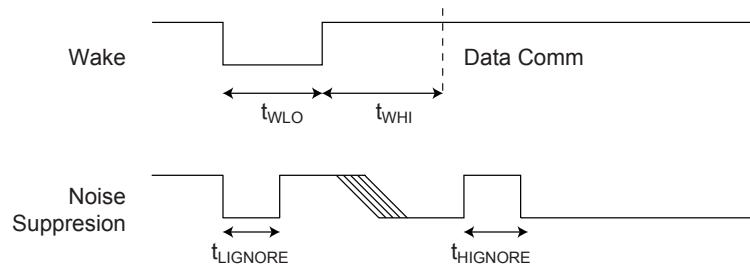 Wake
Data Comm
tWLO
tWHI
Noise
Suppresion
tLIGNORE
tHIGNORE